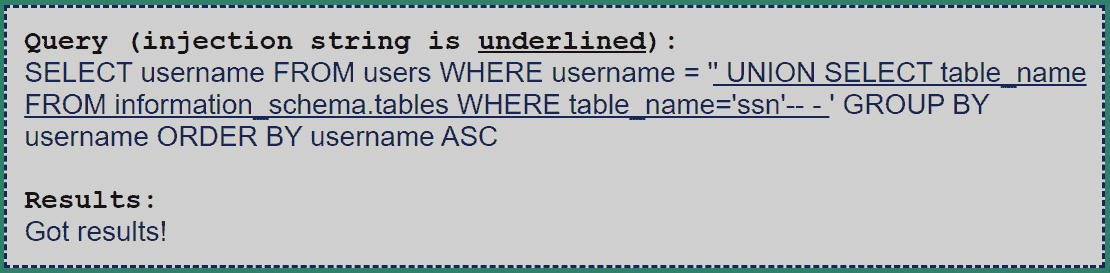 Query (injection string is underlined):
SELECT username FROM users WHERE username = '' UNION SELECT table_name
FROM information_schema.tables WHERE table_name='ssn'-- - ' GROUP BY
username ORDER BY username ASC
Results:
Got results!